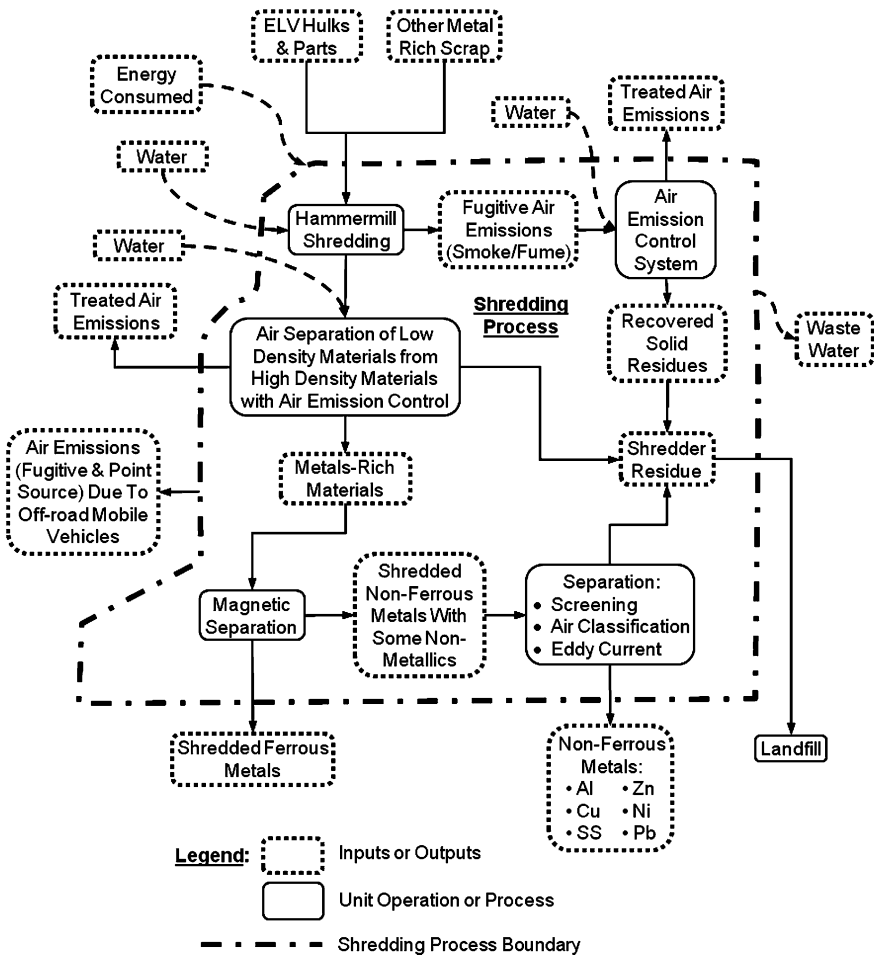 ELV Hulks
& Parts
Other Metal
Rich Scrap
Energy
Consumed
Water
Treated Air
Emissions
Water
Hammermill
Shredding
Fugitive Air
Emissions
(Smoke/Fume)
Air
Emission
Control
System
Water
Treated Air
Emissions
Shredding
Process
Air Separation of Low
Density Materials from
High Density Materials
with Air Emission Control
Recovered
Solid
Residues
Waste
Water
Air Emissions
(Fugitive & Point
Source) Due To
Off-road Mobile
Vehicles
Metals-Rich
Materials
Shredder
Residue
Magnetic
Separation
Shredded
Non-Ferrous
Metals With
Some Non-
Metallics
Separation:
• Screening
• Air Classification
• Eddy Current
Shredded Ferrous
Metals
Non-Ferrous
Metals:
• Al • Zn
• Cu • Ni
• SS • Pb
Landfill
Legend:
Inputs or Outputs
Unit Operation or Process
Shredding Process Boundary